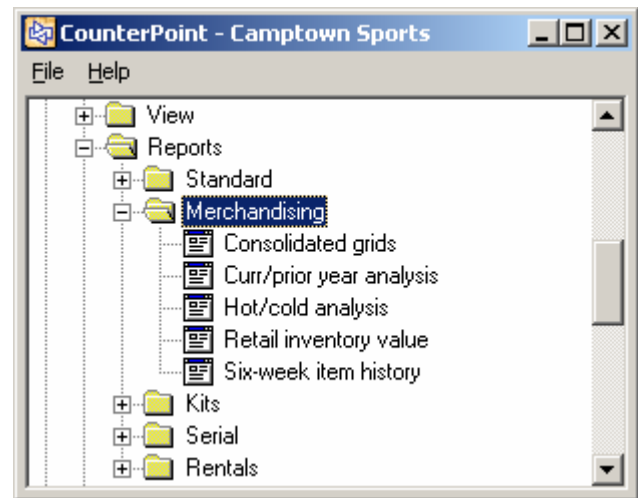 CounterPoint - Camptown Sports
File Help
View
Reports
Standard
Merchandising
Consolidated grids
Curr/prior year analysis
Hot/cold analysis
Retail inventory value
Six-week item history
Kits
Serial
Rentals